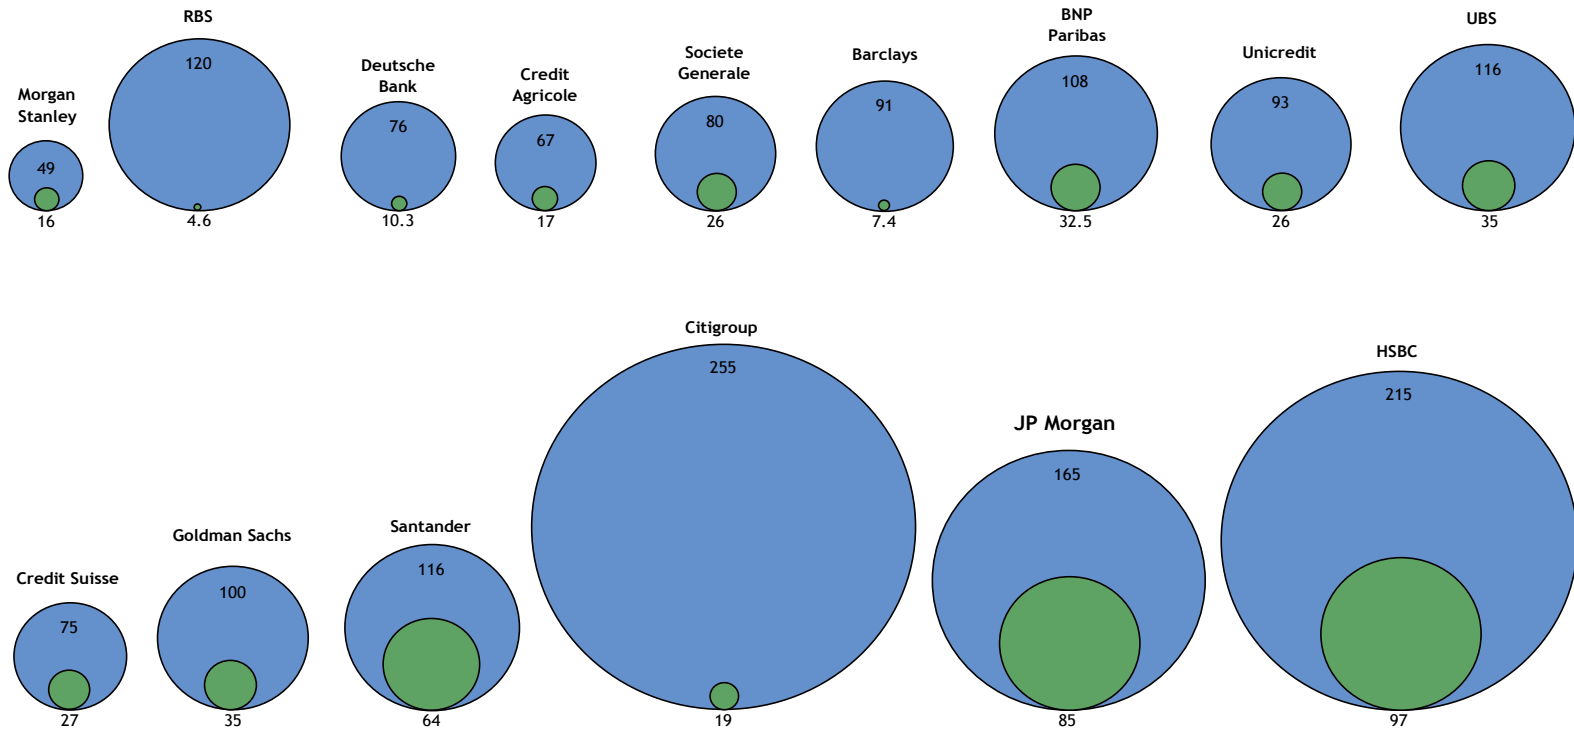 Morgan
Stanley
49
16
RBS
120
4.6
Deutsche
Bank
76
10.3
Credit
Agricole
67
17
Societe
Generale
80
26
Barclays
91
7.4
BNP
Paribas
108
32.5
Unicredit
93
26
UBS
116
35
Credit Suisse
75
27
Goldman Sachs
100
35
Santander
116
64
Citigroup
255
19
JP Morgan
165
85
HSBC
215
97